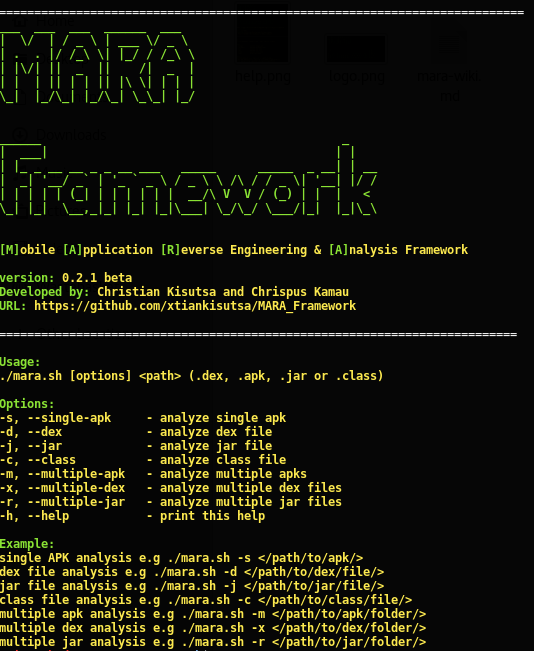 MARA
Framework
[M]obile [A]pplication [R]everse Engineering & [A]nalysis Framework
version: 0.2.1 beta
Developed by: Christian Kisutsa and Chrispus Kamau
URL: https://github.com/xtiankisutsa/MARA_Framework
Usage:
./mara.sh [options] <path> (.dex, .apk, .jar or .class)
Options:
-s, --single-apk - analyze single apk
-d, --dex - analyze dex file
-j, --jar - analyze jar file
-c, --class - analyze class file
-m, --multiple-apk - analyze multiple apks
-x, --multiple-dex - analyze multiple dex files
-r, --multiple-jar - analyze multiple jar files
-h, --help - print this help
Example:
single APK analysis e.g ./mara.sh -s </path/to/apk/>
dex file analysis e.g ./mara.sh -d </path/to/dex/file/>
jar file analysis e.g ./mara.sh -j </path/to/jar/file/>
class file analysis e.g ./mara.sh -c </path/to/class/file/>
multiple apk analysis e.g ./mara.sh -m </path/to/apk/folder/>
multiple dex analysis e.g ./mara.sh -x </path/to/dex/folder/>
multiple jar analysis e.g ./mara.sh -r </path/to/jar/folder/>